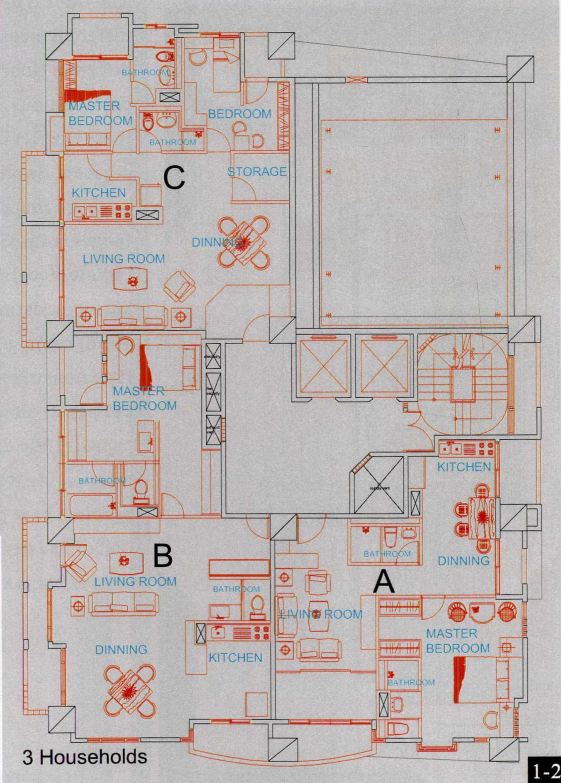 BATHROOM
MASTER
BEDROOM
BEDROOM
BATHROOM
C
STORAGE
KITCHEN
DINNING
LIVING ROOM
MASTER
BEDROOM
BATHROOM
KITCHEN
B
LIVING ROOM
BATHROOM
DINNING
A
BATHROOM
LIVING ROOM
DINNING
MASTER
BEDROOM
KITCHEN
BATHROOM
3 Households
1-2